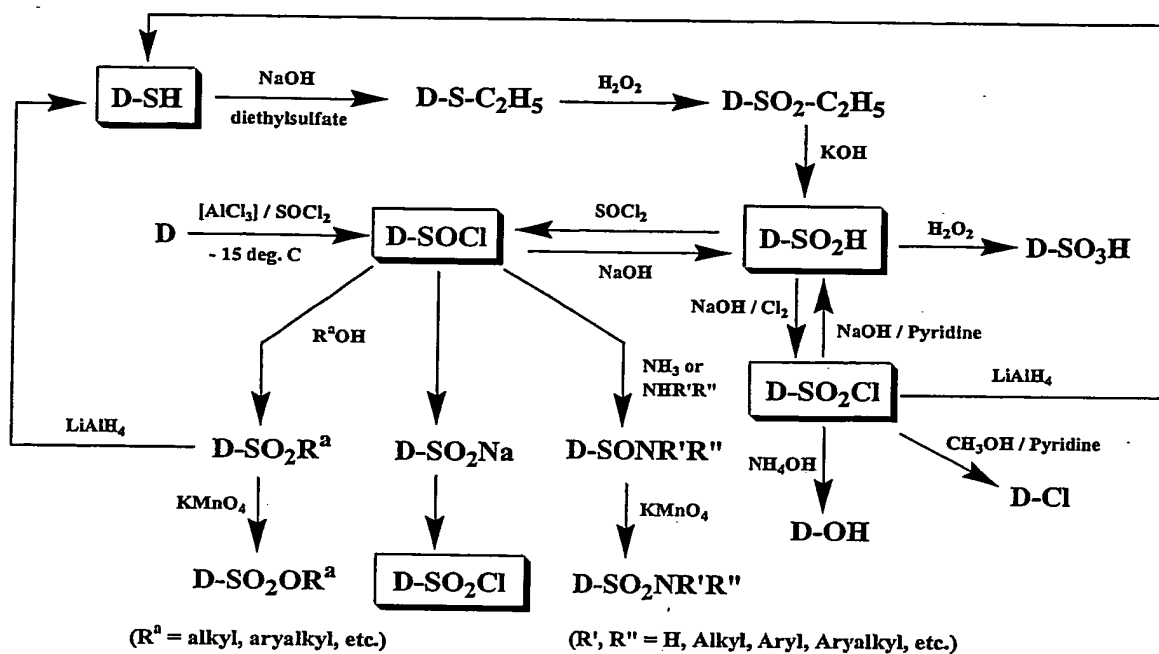 D-SH
NaOH
diethylsulfate
D-S-C₂H₅
H₂O₂
D-SO₂-C₂H₅
KOH
D
[AlCl₃] / SOCl₂
- 15 deg. C
D-SOCl
SOCl₂
NaOH
D-SO₂H
H₂O₂
D-SO₃H
NaOH / Cl₂
NaOH / Pyridine
RᵃOH
NH₃ or
NHR'R"
D-SO₂Cl
LiAlH₄
LiAlH₄
D-SO₂Rᵃ
D-SO₂Na
D-SONR'R"
NH₄OH
CH₃OH / Pyridine
D-Cl
KMnO₄
KMnO₄
D-OH
D-SO₂ORᵃ
D-SO₂Cl
D-SO₂NR'R"
(Rᵃ = alkyl, aryalkyl, etc.)
(R', R" = H, Alkyl, Aryl, Aryalkyl, etc.)